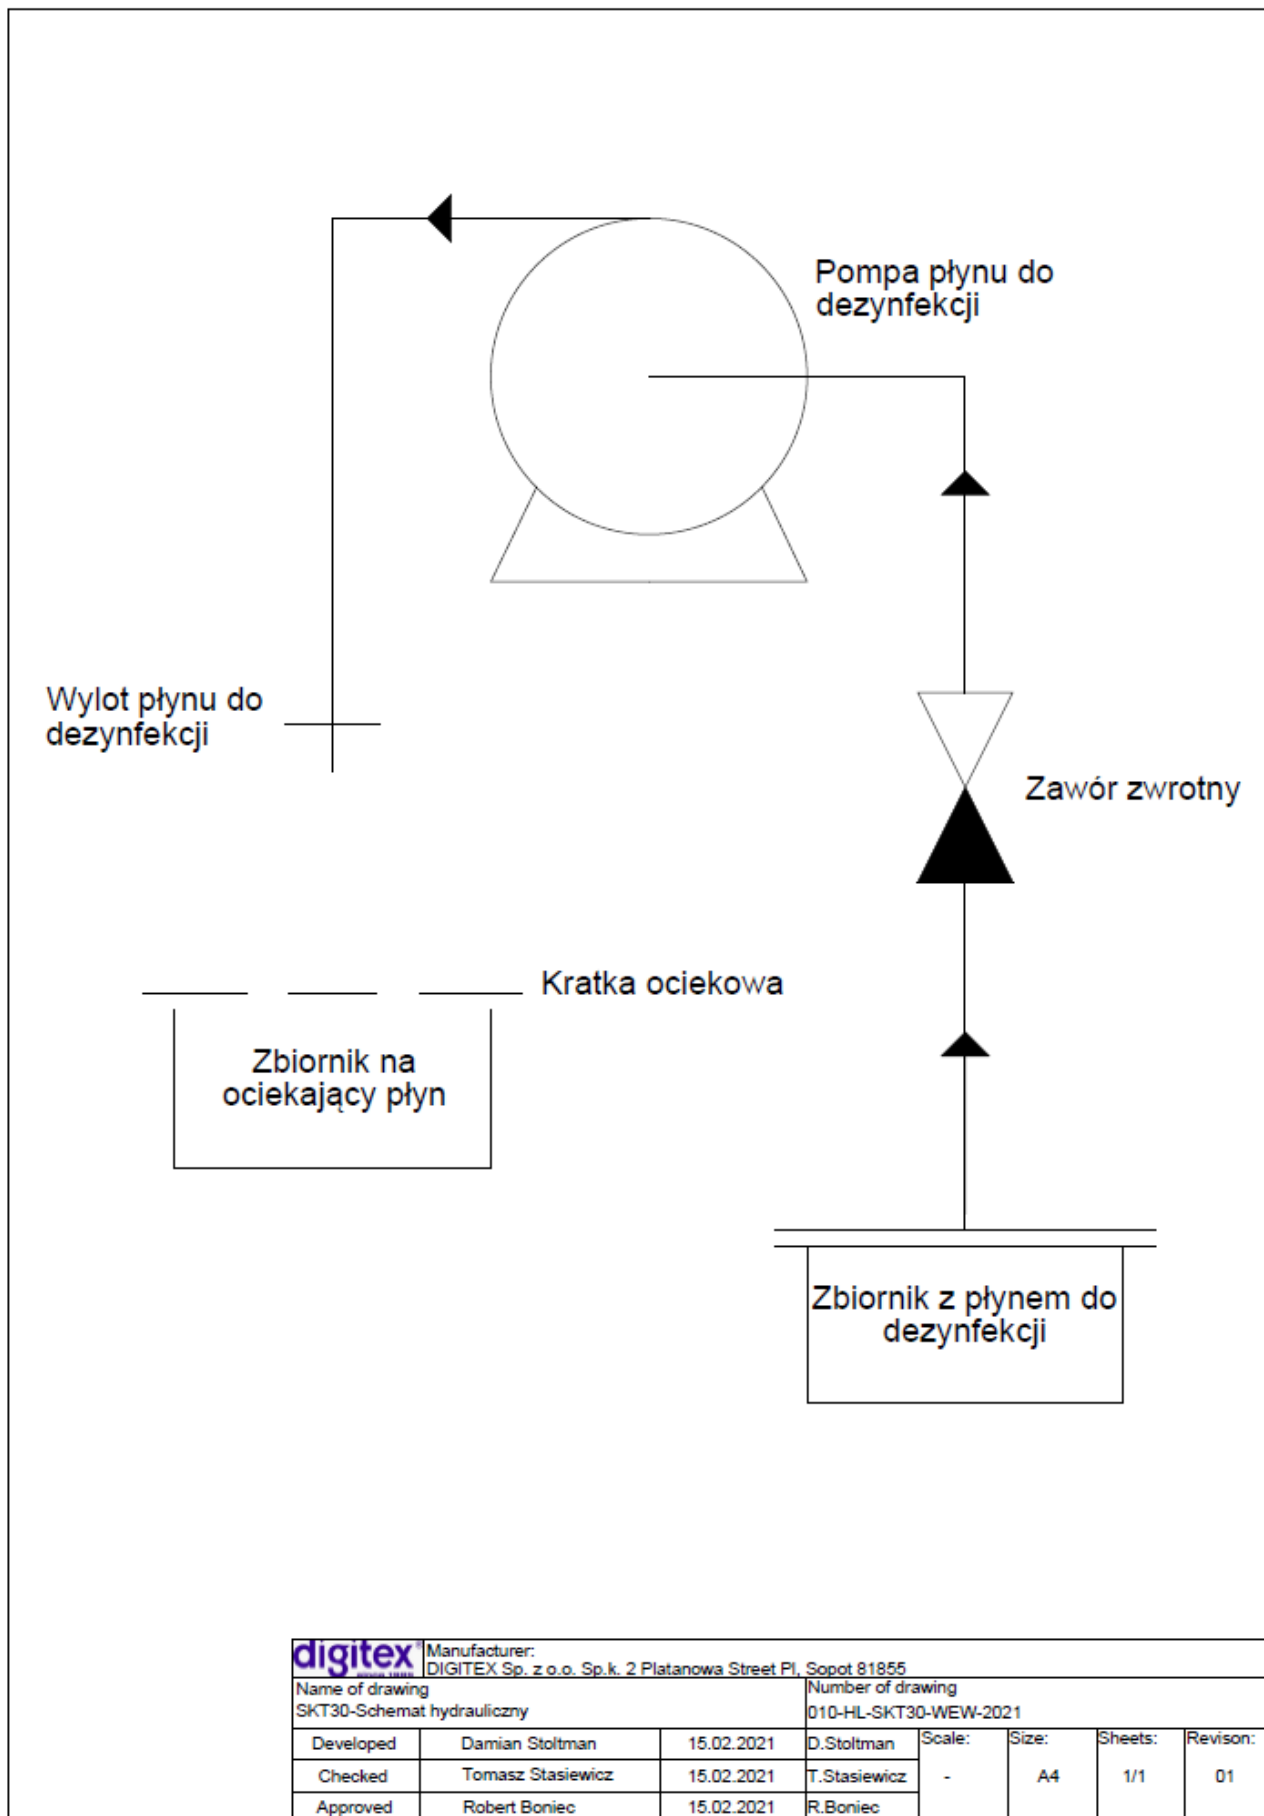 Pompa płynu do
dezynfekcji
Wylot płynu do
dezynfekcji
Zawór zwrotny
Kratka ociekowa
Zbiornik na
ociekający płyn
Zbiornik z płynem do
dezynfekcji
digitex®
since 1985
Manufacturer:
DIGITEX Sp. z o.o. Sp.k. 2 Platanowa Street Pl, Sopot 81855
Name of drawing
SKT30-Schemat hydrauliczny
Number of drawing
010-HL-SKT30-WEW-2021
Developed Damian Stoltman 15.02.2021 D.Stoltman Scale: Size: Sheets: Revison:
Checked Tomasz Stasiewicz 15.02.2021 T.Stasiewicz - A4 1/1 01
Approved Robert Boniec 15.02.2021 R.Boniec